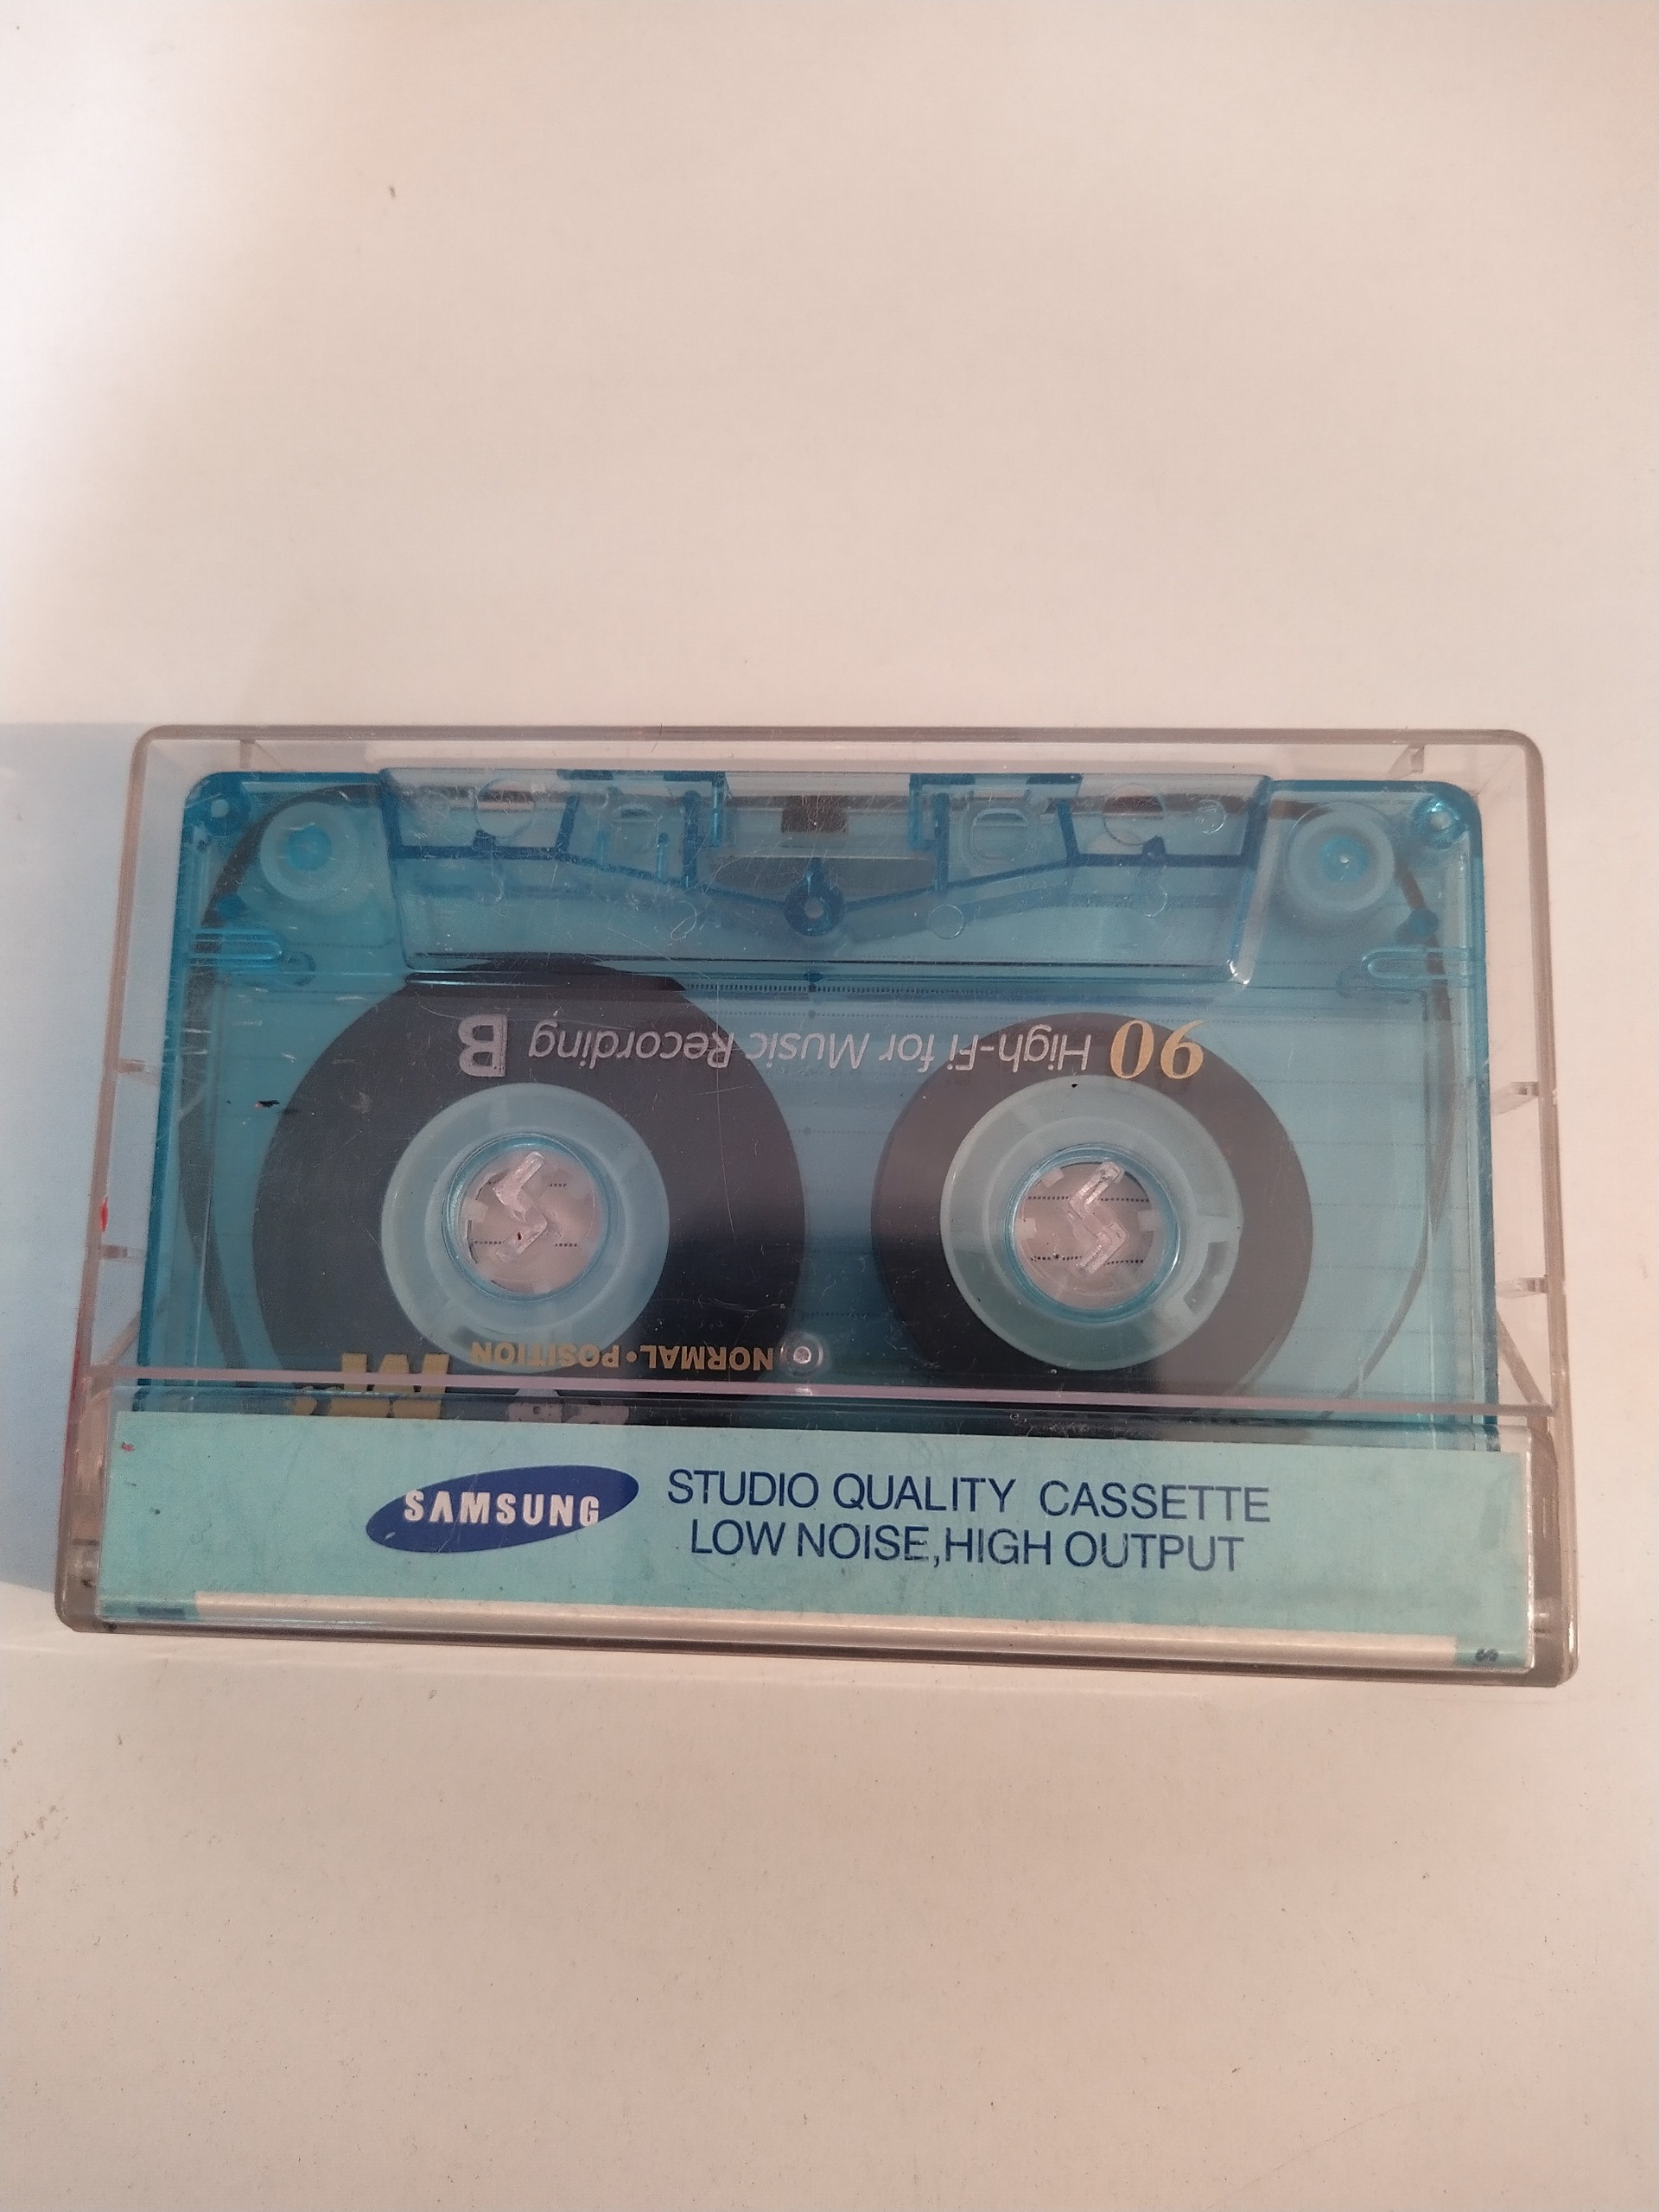 B High-Fi for Music Recording 90
NORMAL•POSITION
SAMSUNG
STUDIO QUALITY CASSETTE
LOW NOISE,HIGH OUTPUT